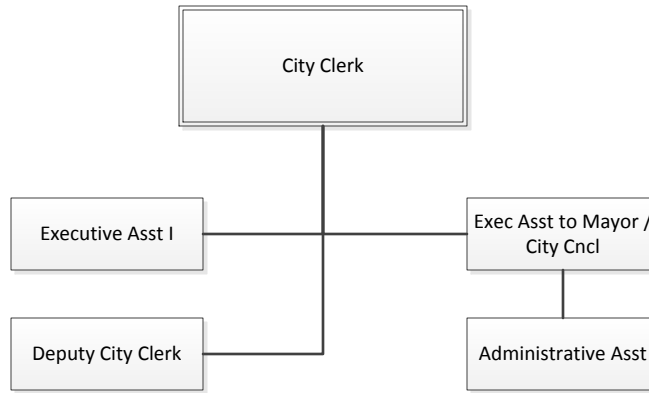 City Clerk
Executive Asst I
Exec Asst to Mayor /
City Cncl
Deputy City Clerk
Administrative Asst